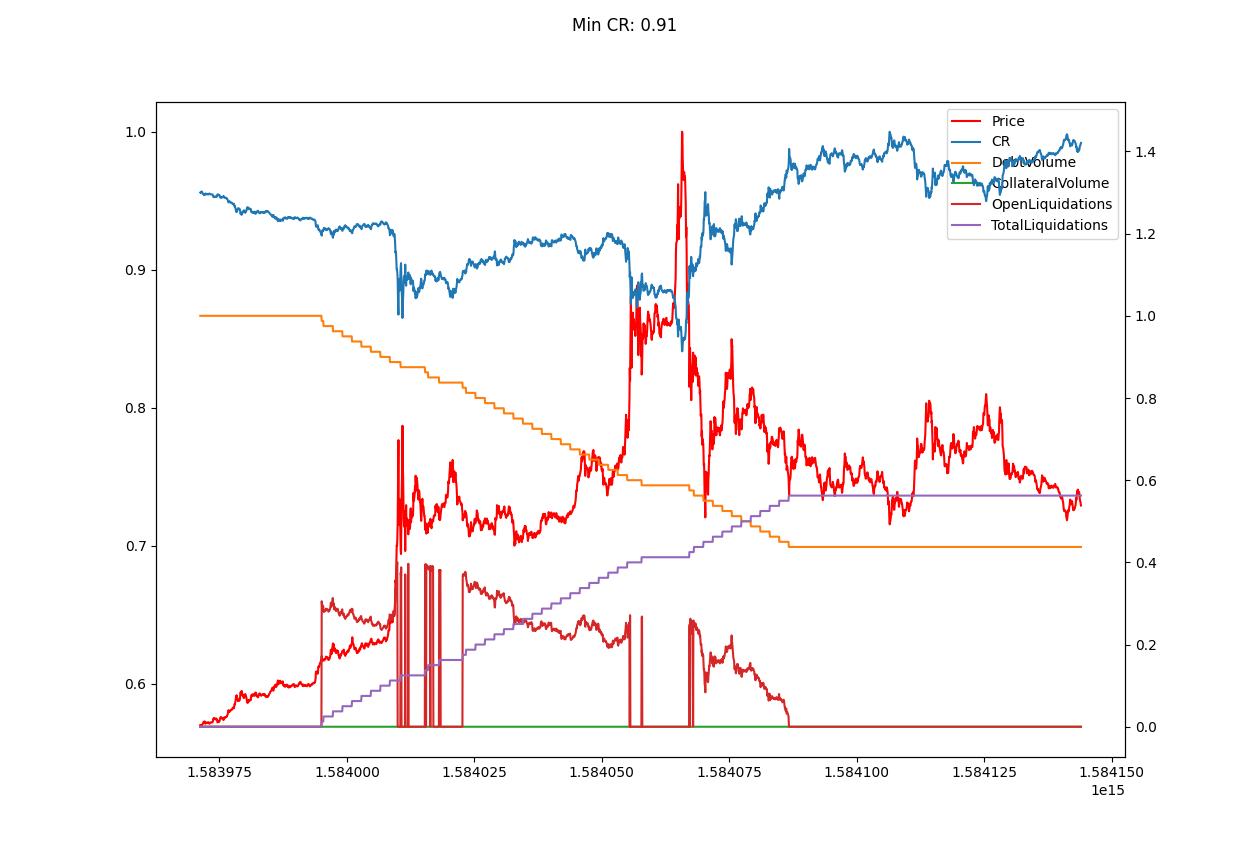 Min CR: 0.91
1.0
0.9
0.8
0.7
0.6
1.4
1.2
1.0
0.8
0.6
0.4
0.2
0.0
Price
CR
DebtVolume
CollateralVolume
OpenLiquidations
TotalLiquidations
1.583975 1.584000 1.584025 1.584050 1.584075 1.584100 1.584125 1.584150
1e15